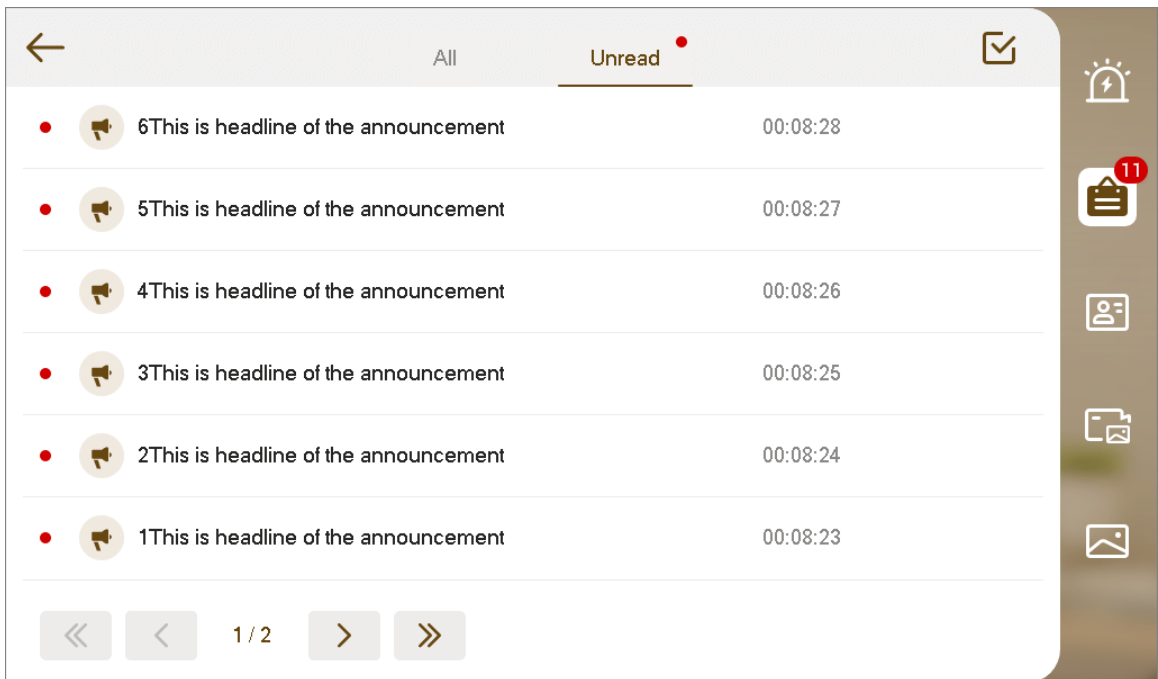 All
Unread
6This is headline of the announcement 00:08:28
11
5This is headline of the announcement 00:08:27
4This is headline of the announcement 00:08:26
3This is headline of the announcement 00:08:25
2This is headline of the announcement 00:08:24
1This is headline of the announcement 00:08:23
1 / 2